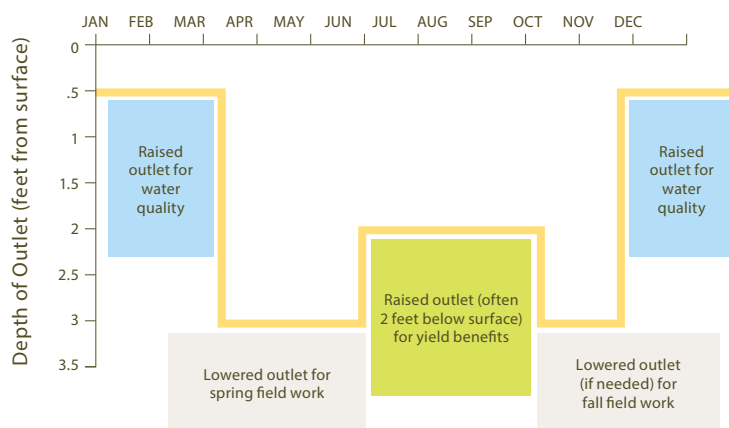 JAN FEB MAR APR MAY JUN JUL AUG SEP OCT NOV DEC
Depth of Outlet (feet from surface)
0
.5
1
1.5
2
2.5
3
3.5
Raised
outlet for
water
quality
Raised
outlet for
water
quality
Raised outlet (often
2 feet below surface)
for yield benefits
Lowered outlet for
spring field work
Lowered outlet
(if needed) for
fall field work